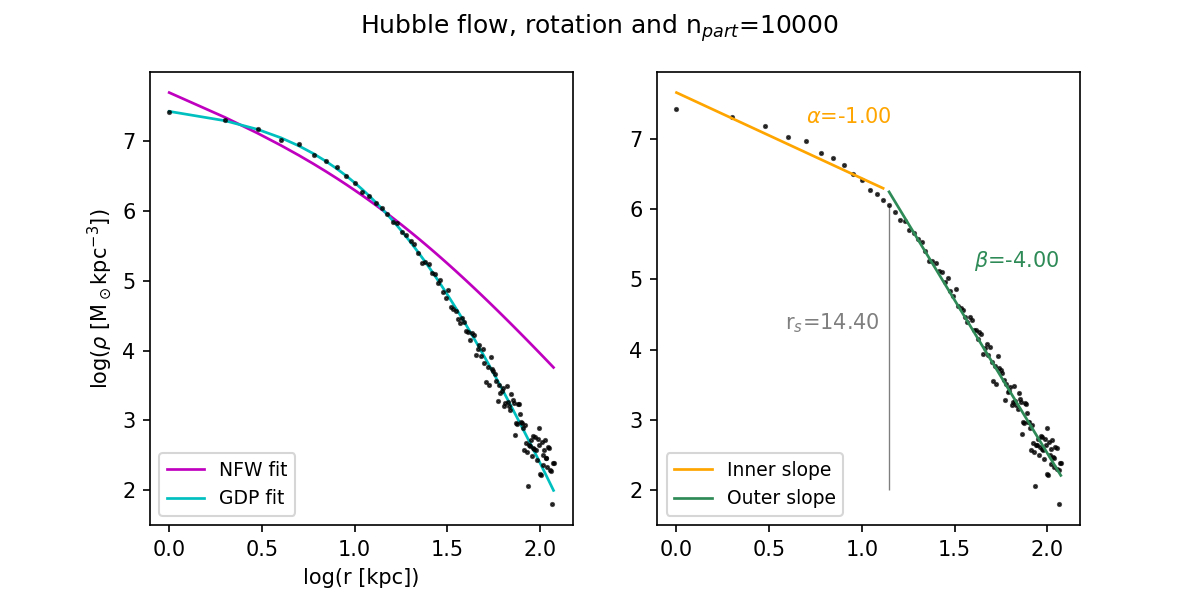 Hubble flow, rotation and n_part=10000
log(ρ [M_⊙kpc⁻³])
7
6
5
4
3
2
NFW fit
GDP fit
0.0 0.5 1.0 1.5 2.0
log(r [kpc])
7
6
5
4
3
2
α=-1.00
β=-4.00
r_s=14.40
Inner slope
Outer slope
0.0 0.5 1.0 1.5 2.0